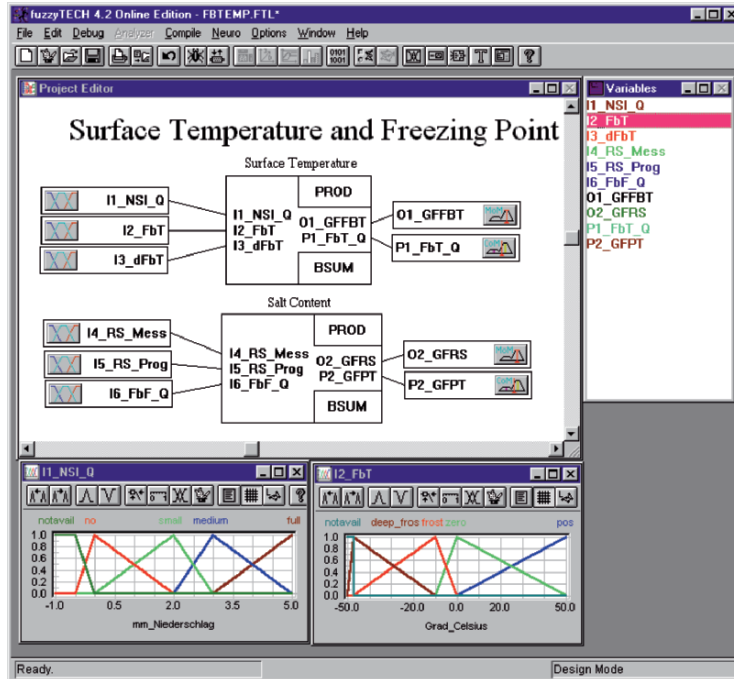 fuzzyTECH 4.2 Online Edition - FBTEMP.FTL*
File Edit Debug Analyzer Compile Neuro Options Window Help
Project Editor
Surface Temperature and Freezing Point
Surface Temperature
PROD
I1_NSI_Q
I2_FbT
I3_dFbT
I1_NSI_Q
I2_FbT
I3_dFbT
O1_GFFBT
P1_FbT_Q
BSUM
O1_GFFBT
P1_FbT_Q
Salt Content
PROD
I4_RS_Mess
I5_RS_Prog
I6_FbF_Q
I4_RS_Mess
I5_RS_Prog
I6_FbF_Q
O2_GFRS
P2_GFPT
BSUM
O2_GFRS
P2_GFPT
Variables
I1_NSI_Q
I2_FbT
I3_dFbT
I4_RS_Mess
I5_RS_Prog
I6_FbF_Q
O1_GFFBT
O2_GFRS
P1_FbT_Q
P2_GFPT
I1_NSI_Q
notavail no small medium full
1.0
0.8
0.6
0.4
0.2
0.0
-1.0 0.5 2.0 3.5 5.0
mm_Niederschlag
I2_FbT
notavail deep_fros frost zero pos
1.0
0.8
0.6
0.4
0.2
0.0
-50.0 -20.0 0.0 20.0 50.0
Grad_Celsius
Ready. Design Mode